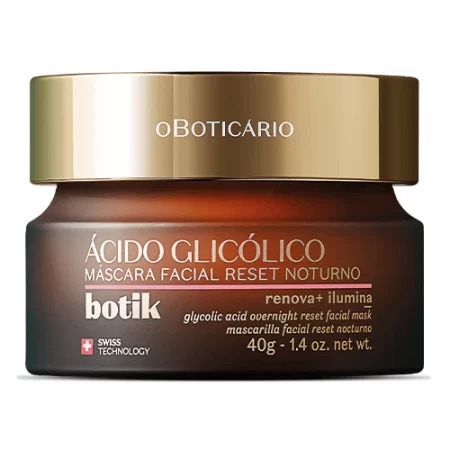 oBoticário
ÁCIDO GLICÓLICO
MÁSCARA FACIAL RESET NOTURNO
botik
renova+ ilumina
glycolic acid overnight reset facial mask
mascarilla facial reset nocturno
SWISS
TECHNOLOGY
40g - 1.4 oz. net wt.